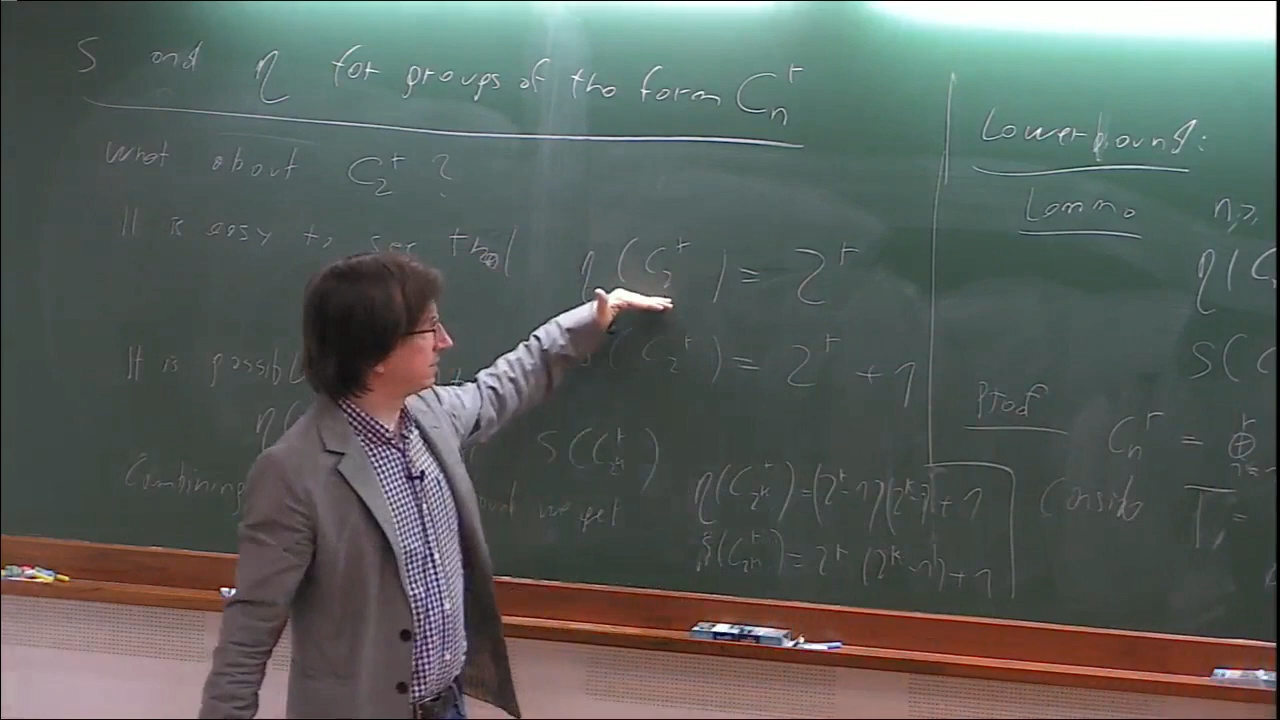 s and η for groups of the form C_n^r
What about C_2^r ?
It is easy to see that η(C_2^r) = 2^r
s(C_2^r) = 2^r + 1
It is possib
η(
s(C_{2^k}^r)
Combining
we get
η(C_{2^k}^r) = (2^r-1)(2^k-1)+1
s(C_{2^k}^r) = 2^r (2^k-1)+1
Lower bound:
Lemma n ≥
η(C
s(C
Proof C_n^r = ⊕
Consider T_1 =